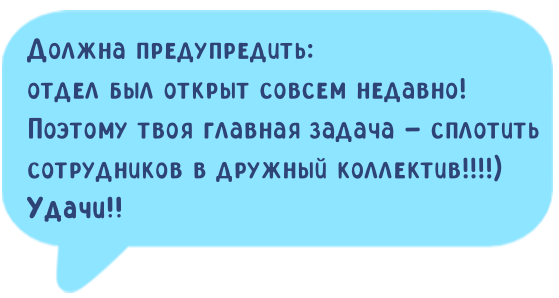 Должна предупредить:
отдел был открыт совсем недавно!
Поэтому твоя главная задача – сплотить
сотрудников в дружный коллектив!!!!)
Удачи!!